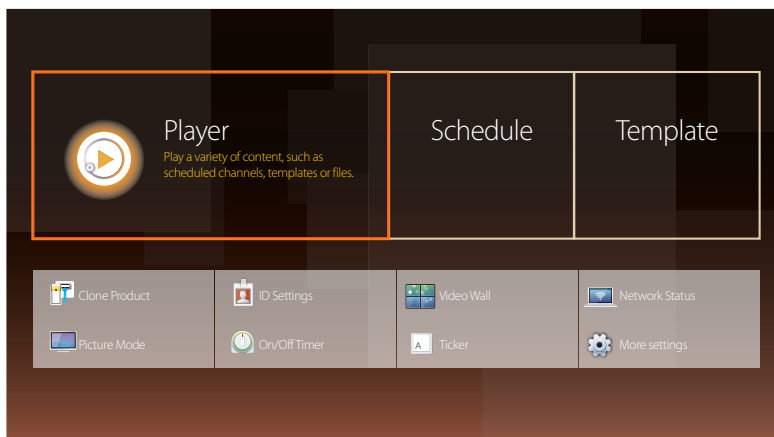 Player
Play a variety of content, such as
scheduled channels, templates or files.
Schedule
Template
Clone Product
ID Settings
Video Wall
Network Status
Picture Mode
On/Off Timer
A
Ticker
More settings